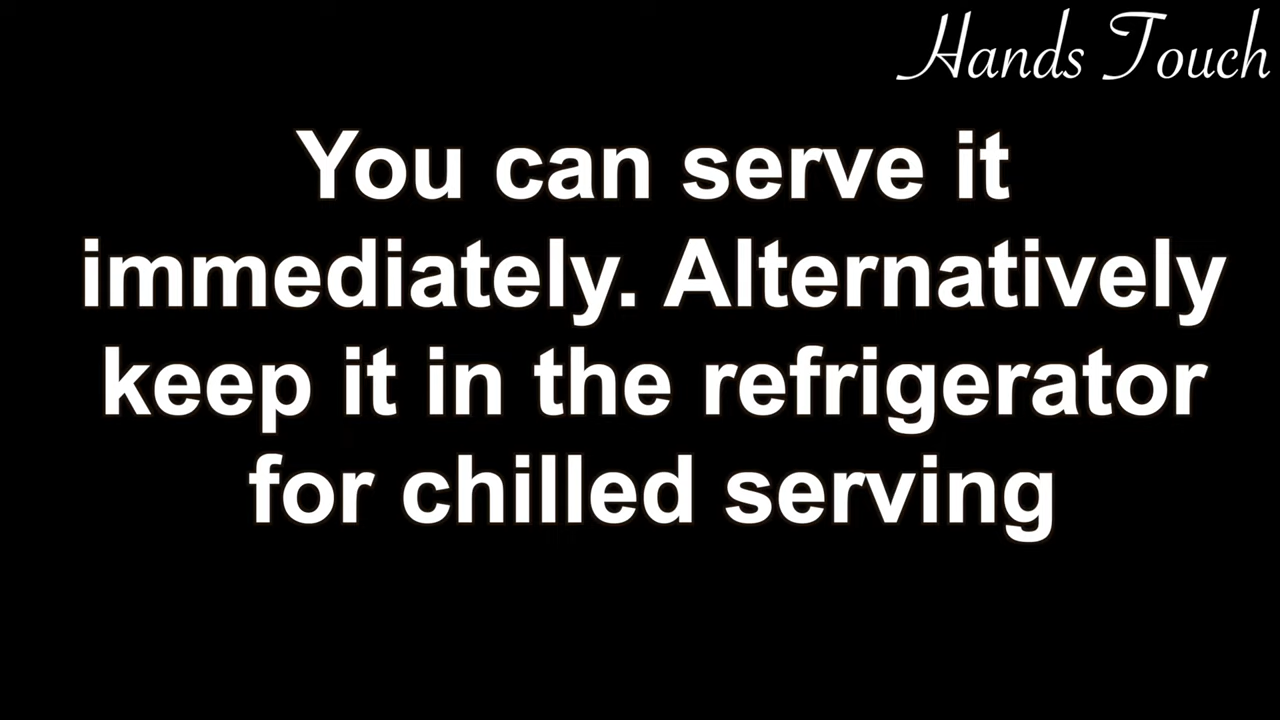 Hands Touch
You can serve it
immediately. Alternatively
keep it in the refrigerator
for chilled serving